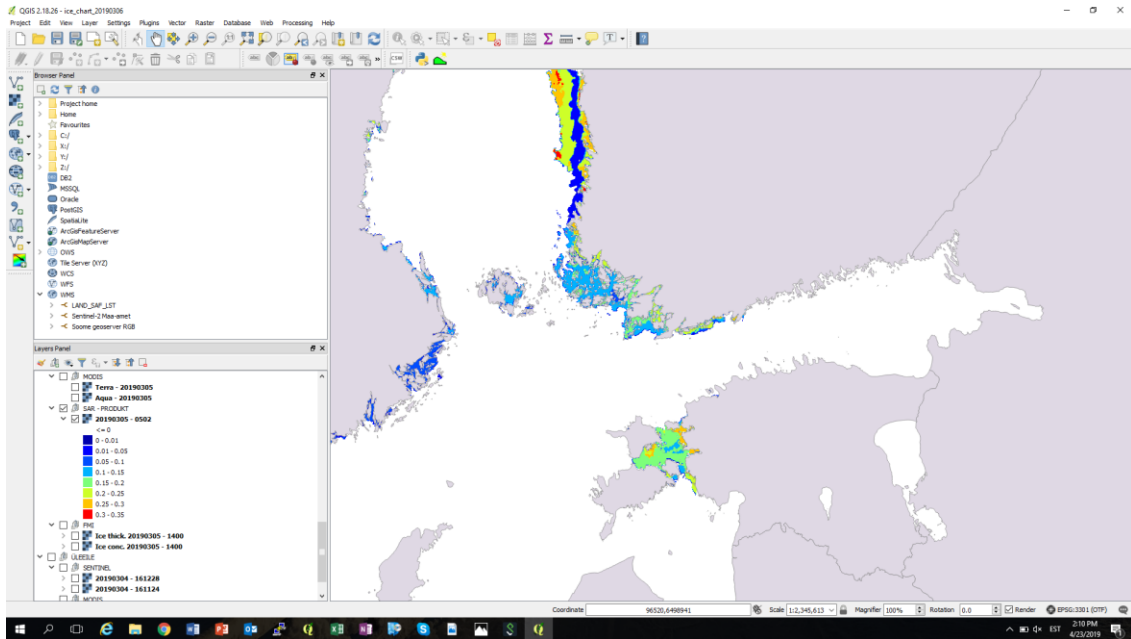 QGIS 2.18.26 - ice_chart_20190306
Project Edit View Layer Settings Plugins Vector Raster Database Web Processing Help
CSW
Browser Panel
Project home
Home
Favourites
C:/
X:/
Y:/
Z:/
DB2
MSSQL
Oracle
PostGIS
SpatiaLite
ArcGisFeatureServer
ArcGisMapServer
OWS
Tile Server (XYZ)
WCS
WFS
WMS
LAND_SAF_LST
Sentinel-2 Maa-amet
Soome geoserver RGB
Layers Panel
MODIS
Terra - 20190305
Aqua - 20190305
SAR - PRODUKT
20190305 - 0502
<= 0
0 - 0.01
0.01 - 0.05
0.05 - 0.1
0.1 - 0.15
0.15 - 0.2
0.2 - 0.25
0.25 - 0.3
0.3 - 0.35
FMI
Ice thick. 20190305 - 1400
Ice conc. 20190305 - 1400
ÜLEEILE
SENTINEL
20190304 - 161228
20190304 - 161124
MODIS
Coordinate 96520,6498941 Scale 1:2,345,613 Magnifier 100% Rotation 0.0 Render EPSG:3301 (OTF)
EST 2:10 PM
4/23/2019